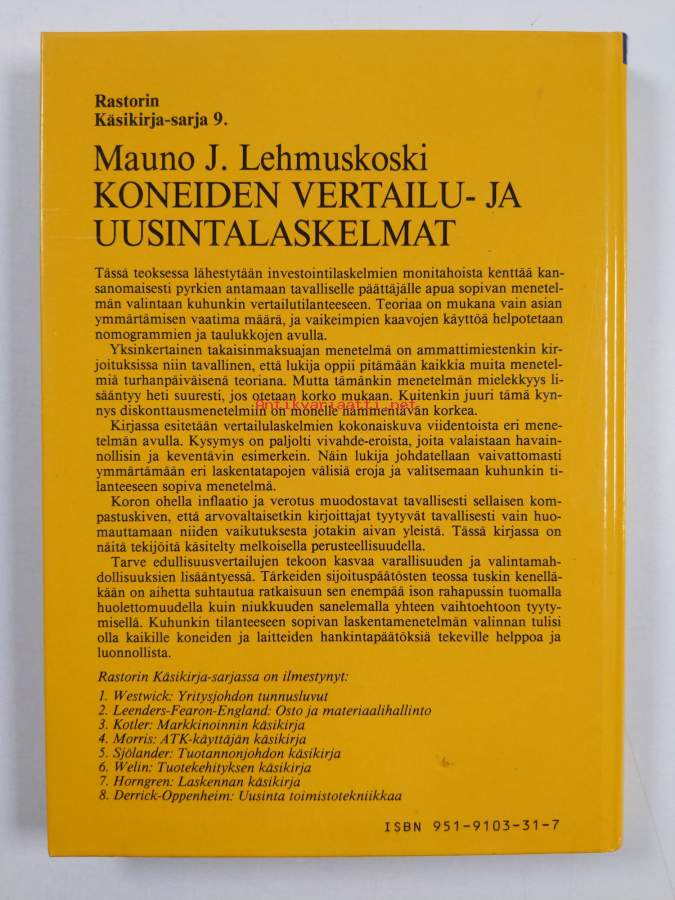 Rastorin
Käsikirja-sarja 9.
Mauno J. Lehmuskoski
KONEIDEN VERTAILU- JA
UUSINTALASKELMAT
Tässä teoksessa lähestytään investointilaskelmien monitahoista kenttää kan-
sanomaisesti pyrkien antamaan tavalliselle päättäjälle apua sopivan menetel-
män valintaan kuhunkin vertailutilanteeseen. Teoriaa on mukana vain asian
ymmärtämisen vaatima määrä, ja vaikeimpien kaavojen käyttöä helpotetaan
nomogrammien ja taulukkojen avulla.
Yksinkertainen takaisinmaksuajan menetelmä on ammattimiestenkin kir-
joituksissa niin tavallinen, että lukija oppii pitämään kaikkia muita menetel-
miä turhanpäiväisenä teoriana. Mutta tämänkin menetelmän mielekkyys li-
sääntyy heti suuresti, jos otetaan korko mukaan. Kuitenkin juuri tämä kyn-
nys diskonttausmenetelmiin on monelle hämmentävän korkea.
Antikvariaatti.net
Kirjassa esitetään vertailulaskelmien kokonaiskuva viidentoista eri mene-
telmän avulla. Kysymys on paljolti vivahde-eroista, joita valaistaan havain-
nollisin ja keventävin esimerkein. Näin lukija johdatellaan vaivattomasti
ymmärtämään eri laskentatapojen välisiä eroja ja valitsemaan kuhunkin ti-
lanteeseen sopiva menetelmä.
Koron ohella inflaatio ja verotus muodostavat tavallisesti sellaisen kom-
pastuskiven, että arvovaltaisetkin kirjoittajat tyytyvät tavallisesti vain huo-
mauttamaan niiden vaikutuksesta jotakin aivan yleistä. Tässä kirjassa on
näitä tekijöitä käsitelty melkoisella perusteellisuudella.
Tarve edullisuusvertailujen tekoon kasvaa varallisuuden ja valintamah-
dollisuuksien lisääntyessä. Tärkeiden sijoituspäätösten teossa tuskin kenellä-
kään on aihetta suhtautua ratkaisuun sen enempää ison rahapussin tuomalla
huolettomuudella kuin niukkuuden sanelemalla yhteen vaihtoehtoon tyyty-
misellä. Kuhunkin tilanteeseen sopivan laskentamenetelmän valinnan tulisi
olla kaikille koneiden ja laitteiden hankintapäätöksiä tekeville helppoa ja
luonnollista.
Rastorin Käsikirja-sarjassa on ilmestynyt:
1. Westwick: Yritysjohdon tunnusluvut
2. Leenders-Fearon-England: Osto ja materiaalihallinto
3. Kotler: Markkinoinnin käsikirja
4. Morris: ATK-käyttäjän käsikirja
5. Sjölander: Tuotannonjohdon käsikirja
6. Welin: Tuotekehityksen käsikirja
7. Horngren: Laskennan käsikirja
8. Derrick-Oppenheim: Uusinta toimistotekniikkaa
ISBN 951-9103-31-7